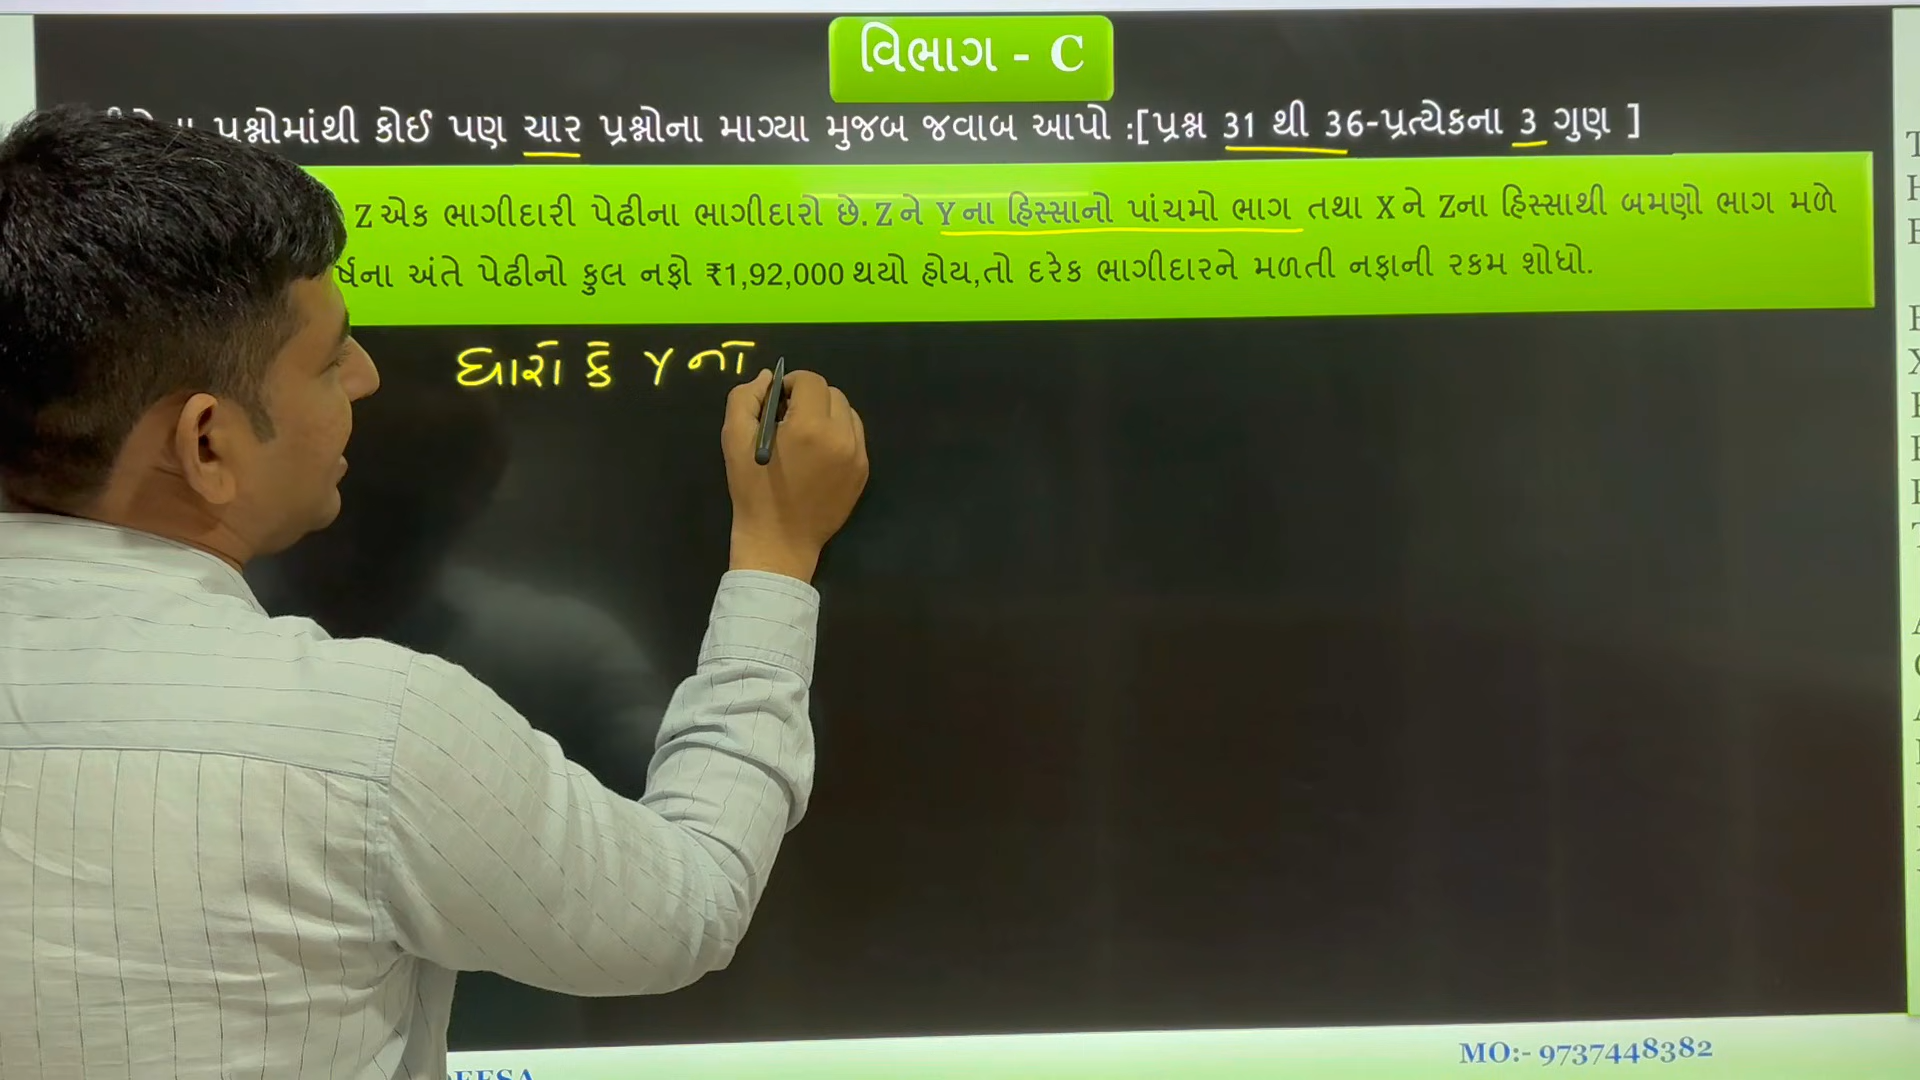 વિભાગ - C
પ્રશ્નોમાંથી કોઈ પણ ચાર પ્રશ્નોના માગ્યા મુજબ જવાબ આપો :[પ્રશ્ન 31 થી 36-પ્રત્યેકના 3 ગુણ ]
Z એક ભાગીદારી પેઢીના ભાગીદારો છે. Z ને Y ના હિસ્સાનો પાંચમો ભાગ તથા X ને Zના હિસ્સાથી બમણો ભાગ મળે
ર્ષના અંતે પેઢીનો કુલ નફો ₹1,92,000 થયો હોય,તો દરેક ભાગીદારને મળતી નફાની રકમ શોધો.
ધારો કે Y નો
MO:- 9737448382